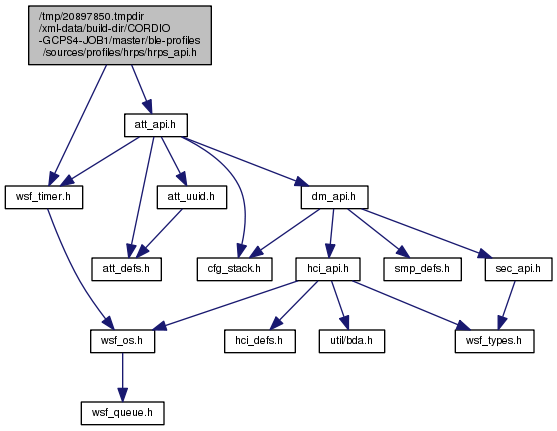 /tmp/20897850.tmpdir
/xml-data/build-dir/CORDIO
-GCPS4-JOB1/master/ble-profiles
/sources/profiles/hrps/hrps_api.h
att_api.h
wsf_timer.h
att_uuid.h
dm_api.h
att_defs.h
cfg_stack.h
hci_api.h
smp_defs.h
sec_api.h
wsf_os.h
hci_defs.h
util/bda.h
wsf_types.h
wsf_queue.h